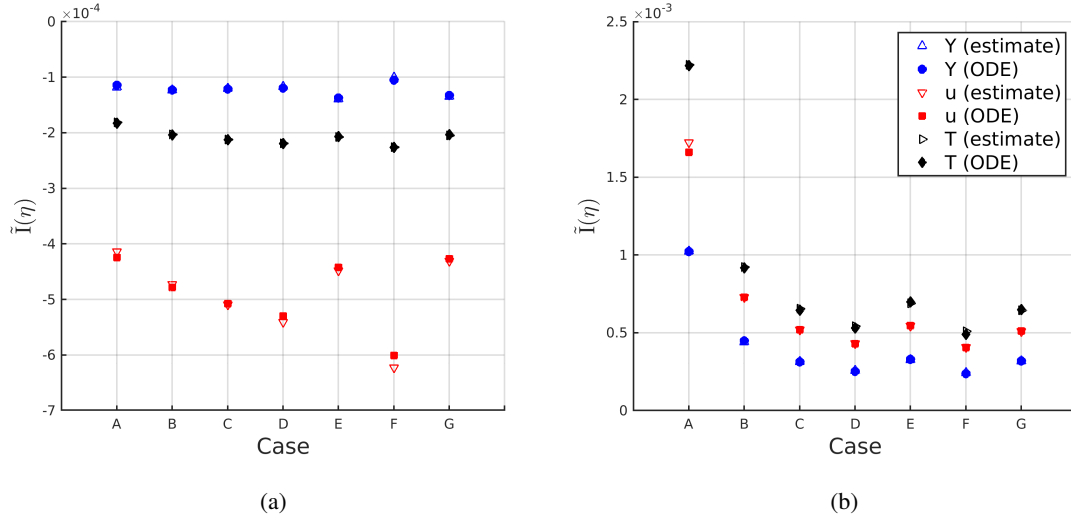 ×10⁻⁴
0
-1
-2
-3
-4
-5
-6
-7
Ĩ(η)
A B C D E F G
Case
(a)
×10⁻³
2.5
2
1.5
1
0.5
0
Ĩ(η)
Y (estimate)
Y (ODE)
u (estimate)
u (ODE)
T (estimate)
T (ODE)
A B C D E F G
Case
(b)